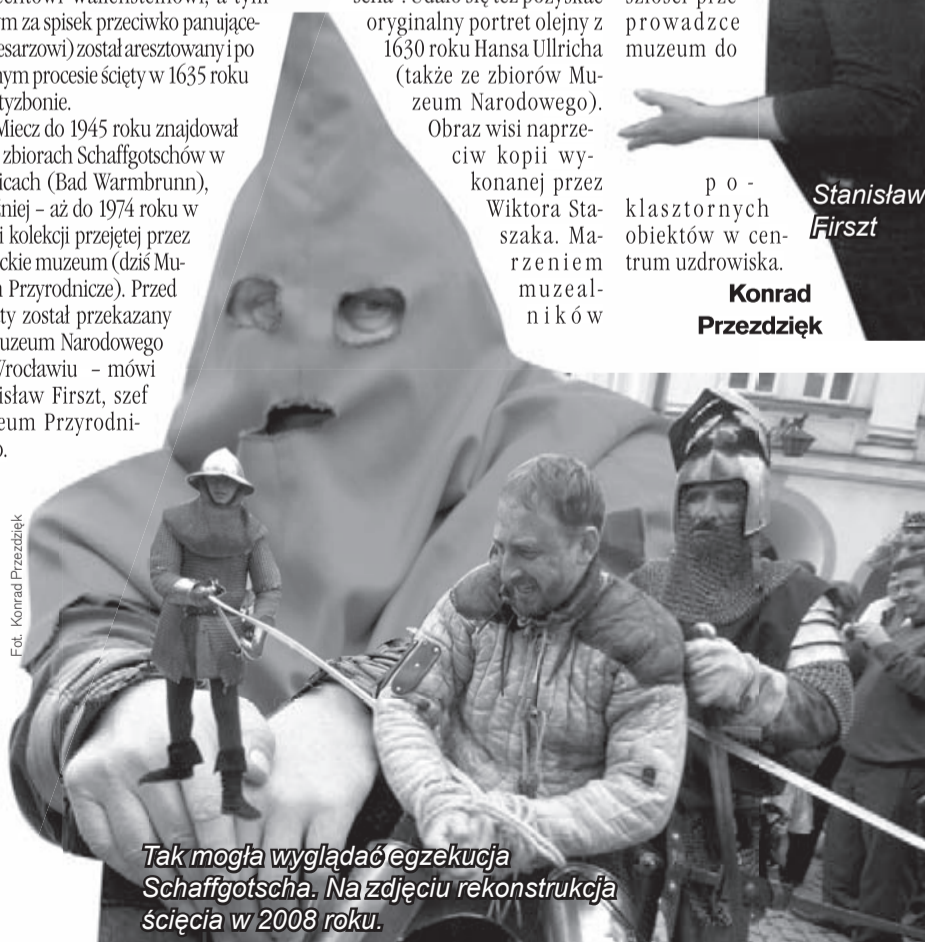 ym za spisek przeciwko panujące-
esarzowi) został aresztowany i po
nym procesie ścięty w 1635 roku
tyzbonie.
Miecz do 1945 roku znajdował
zbiorach Schaffgotschów w
icach (Bad Warmbrunn),
źniej – aż do 1974 roku w
i kolekcji przejętej przez
ckie muzeum (dziś Mu-
n Przyrodnicze). Przed
ty został przekazany
uzeum Narodowego
Wrocławiu – mówi
isław Firszt, szef
eum Przyrodni-
o.
Fot. Konrad Przezdzięk
oryginalny portret olejny z
1630 roku Hansa Ullricha
(także ze zbiorów Mu-
zeum Narodowego).
Obraz wisi naprze-
ciw kopii wy-
konanej przez
Wiktora Sta-
szaka. Ma-
rzeniem
muzeal-
ników
prowadzce
muzeum do
po-
klasztornych
obiektów w cen-
trum uzdrowiska.
Konrad
Przezdzięk
Stanisław
Firszt
Tak mogła wyglądać egzekucja
Schaffgotscha. Na zdjęciu rekonstrukcja
ścięcia w 2008 roku.